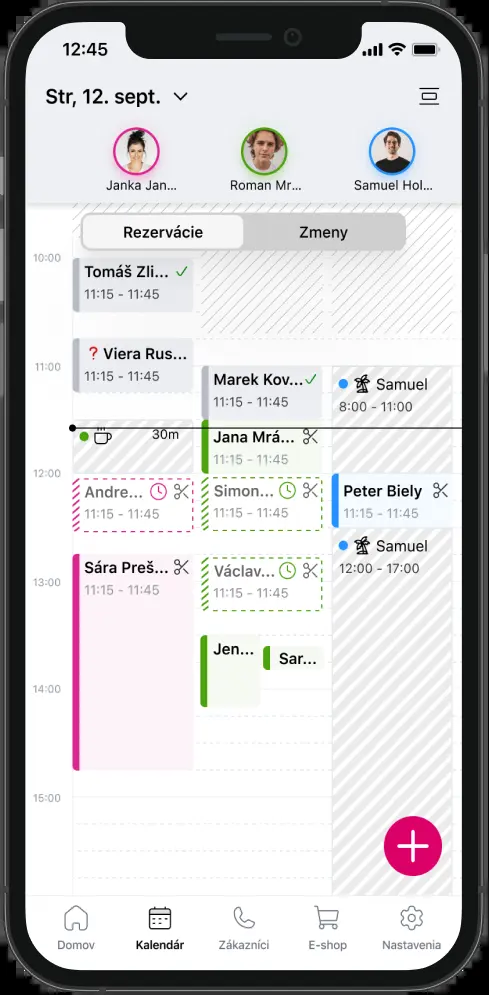 12:45
Str, 12. sept.
Janka Jan...
Roman Mr...
Samuel Hol...
Rezervácie
Zmeny
10:00
Tomáš Zli...
11:15 - 11:45
? Viera Rus...
11:15 - 11:45
11:00
Marek Kov...
11:15 - 11:45
Samuel
8:00 - 11:00
30m
Jana Mrá...
11:15 - 11:45
12:00
Andre...
11:15 - 11:45
Simon...
11:15 - 11:45
Peter Biely
11:15 - 11:45
Samuel
12:00 - 17:00
Sára Preš...
11:15 - 11:45
13:00
Václav...
11:15 - 11:45
Jen...
Sar...
14:00
15:00
Domov
Kalendár
Zákazníci
E-shop
Nastavenia